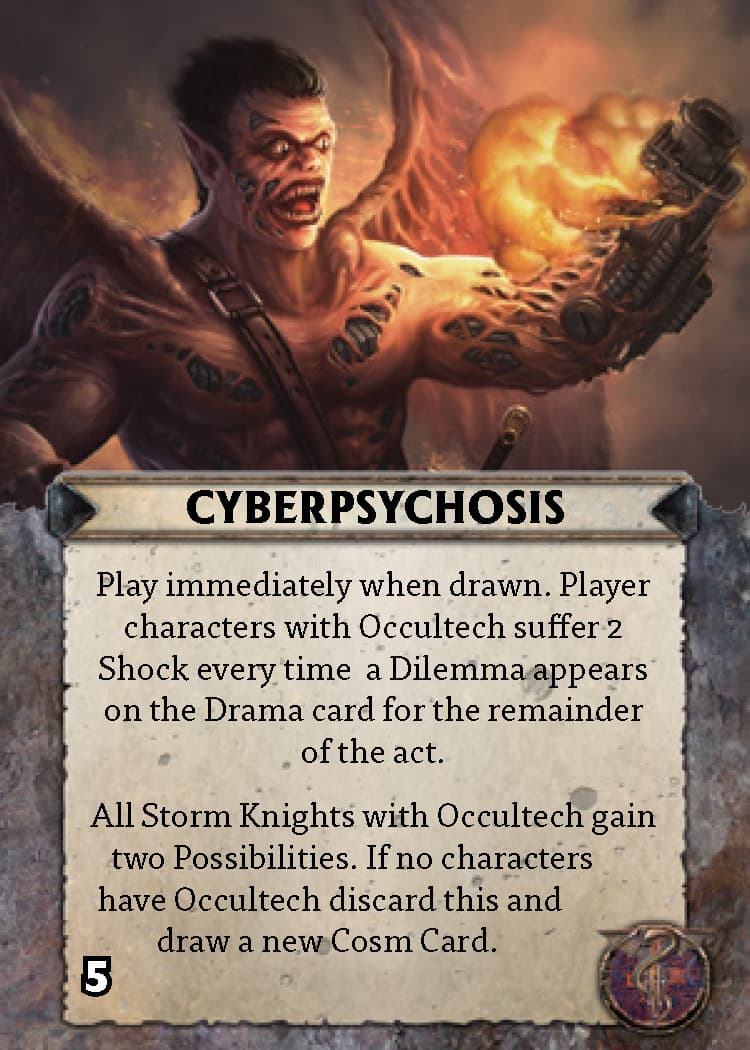 CYBERPSYCHOSIS
Play immediately when drawn. Player
characters with Occultech suffer 2
Shock every time a Dilemma appears
on the Drama card for the remainder
of the act.
All Storm Knights with Occultech gain
two Possibilities. If no characters
have Occultech discard this and
draw a new Cosm Card.
5